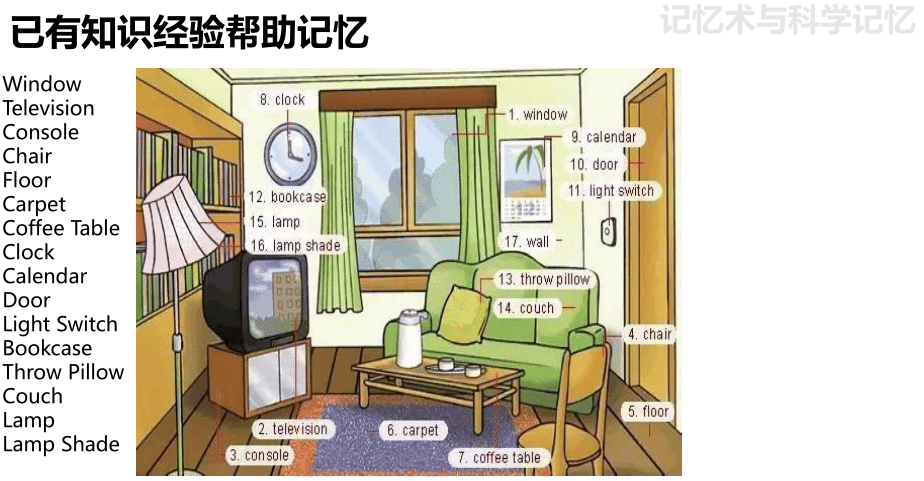 记忆术与科学记忆
已有知识经验帮助记忆
Window
Television
Console
Chair
Floor
Carpet
Coffee Table
Clock
Calendar
Door
Light Switch
Bookcase
Throw Pillow
Couch
Lamp
Lamp Shade
8. clock
1. window
9. calendar
10. door
11. light switch
12. bookcase
15. lamp
16. lamp shade
17. wall
13. throw pillow
14. couch
4. chair
5. floor
2. television
6. carpet
3. console
7. coffee table